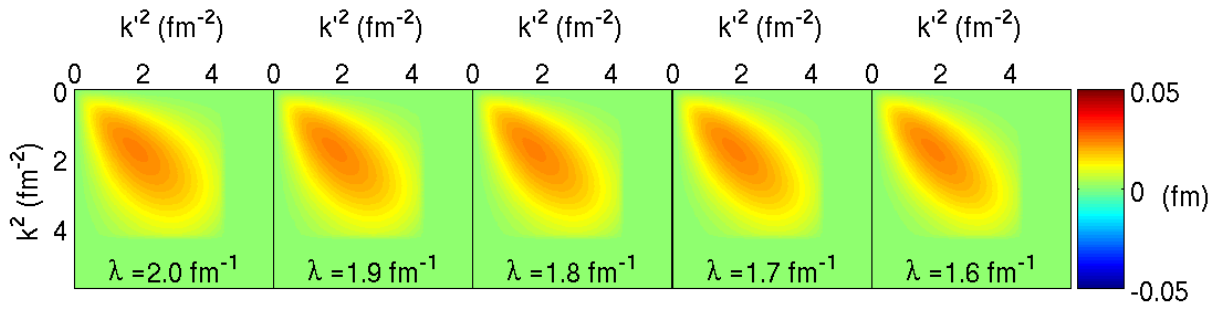 k'² (fm⁻²) k'² (fm⁻²) k'² (fm⁻²) k'² (fm⁻²) k'² (fm⁻²)
0 2 4 0 2 4 0 2 4 0 2 4 0 2 4
0
2
4
k² (fm⁻²)
λ =2.0 fm⁻¹ λ =1.9 fm⁻¹ λ =1.8 fm⁻¹ λ =1.7 fm⁻¹ λ =1.6 fm⁻¹
0.05
0 (fm)
-0.05